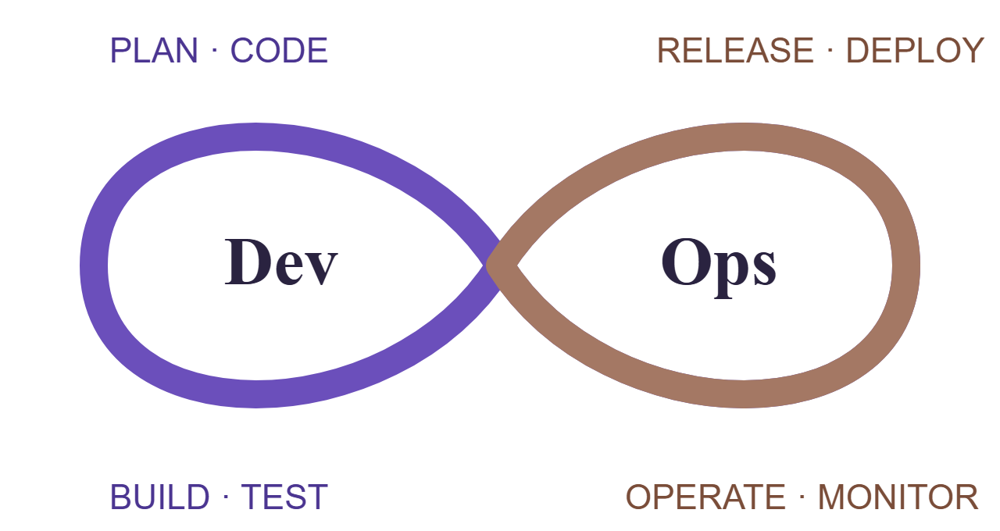 PLAN · CODE
RELEASE · DEPLOY
Dev
Ops
BUILD · TEST
OPERATE · MONITOR